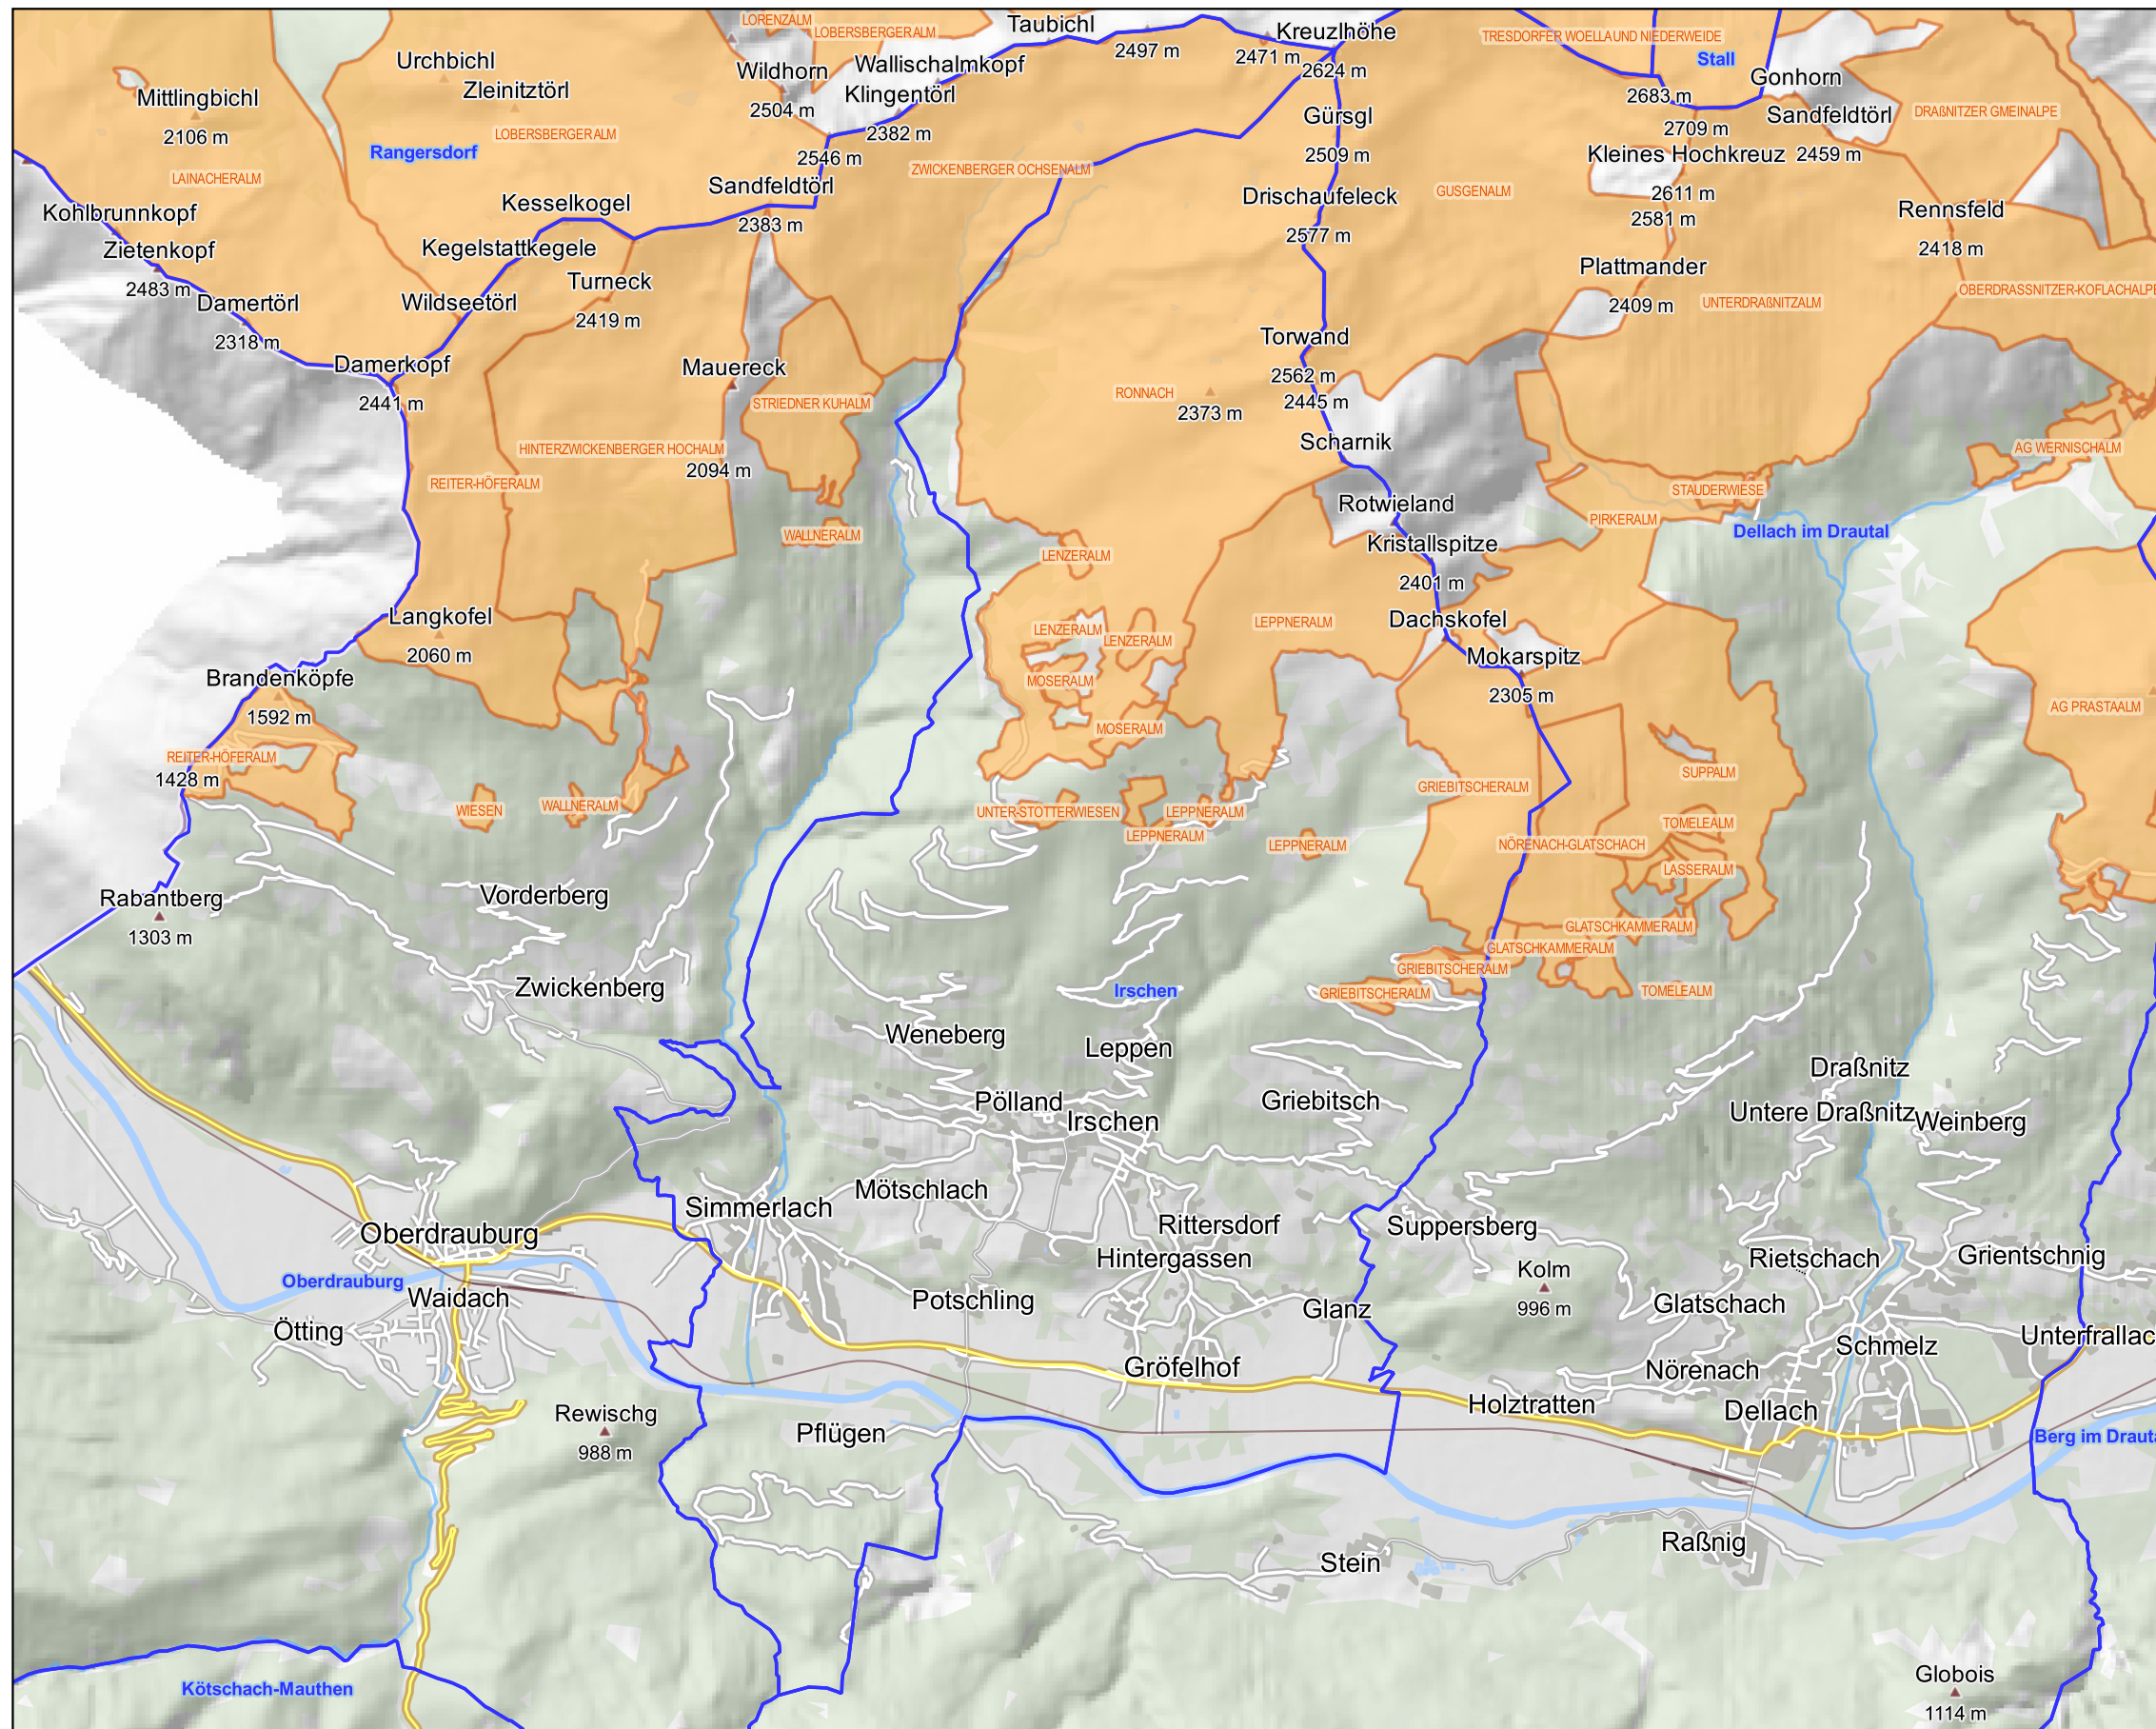 LORENZALM
LOBERSBERGERALM
Taubichl
2497 m
Kreuzlhöhe
2471 m
2624 m
TRESDORFER WOELLA UND NIEDERWEIDE
Stall
Urchbichl
Zleinitztörl
Wildhorn
2504 m
Wallischalmkopf
Klingentörl
2382 m
Gonhorn
2683 m
Sandfeldtörl
2459 m
2709 m
DRAßNITZER GMEINALPE
Mittlingbichl
2106 m
LOBERSBERGERALM
Rangersdorf
LAINACHERALM
2546 m
Gürsgl
2509 m
Kleines Hochkreuz
2611 m
2581 m
ZWICKENBERGER OCHSENALM
Sandfeldtörl
2383 m
Drischaufeleck
2577 m
GUSGENALM
Rennsfeld
2418 m
Kohlbrunnkopf
Zietenkopf
2483 m
Kesselkogel
Kegelstattkegele
Turneck
2419 m
Plattmander
2409 m
UNTERDRAßNITZALM
OBERDRASSNITZER-KOFLACHALPE
Damertörl
2318 m
Wildseetörl
Torwand
2562 m
2445 m
Damerkopf
2441 m
Mauereck
STRIEDNER KUHALM
RONNACH
2373 m
Scharnik
HINTERZWICKENBERGER HOCHALM
2094 m
REITER-HÖFERALM
AG WERNISCHALM
STAUDERWIESE
Rotwieland
PIRKERALM
Dellach im Drautal
WALLNERALM
LENZERALM
Kristallspitze
2401 m
Langkofel
2060 m
LENZERALM
LENZERALM
LEPPNERALM
Dachskofel
Mokarspitz
2305 m
Brandenköpfe
1592 m
MOSERALM
MOSERALM
AG PRASTAALM
REITER-HÖFERALM
1428 m
WIESEN
WALLNERALM
UNTER-STOTTERWIESEN
LEPPNERALM
LEPPNERALM
LEPPNERALM
GRIEBITSCHERALM
SUPPALM
TOMELEALM
NÖRENACH-GLATSCHACH
LASSERALM
Rabantberg
1303 m
Vorderberg
GLATSCHKAMMERALM
GLATSCHKAMMERALM
GRIEBITSCHERALM
GRIEBITSCHERALM
TOMELEALM
Zwickenberg
Irschen
Weneberg
Leppen
Draßnitz
Pölland
Irschen
Griebitsch
Untere Draßnitz
Weinberg
Mötschlach
Simmerlach
Rittersdorf
Suppersberg
Oberdrauburg
Hintergassen
Rietschach
Grientschnig
Oberdrauburg
Waidach
Kolm
996 m
Potschling
Glanz
Glatschach
Ötting
Unterfrallac
Schmelz
Gröfelhof
Nörenach
Rewischg
988 m
Holztratten
Dellach
Pflügen
Berg im Drauta
Raßnig
Stein
Globois
1114 m
Kötschach-Mauthen